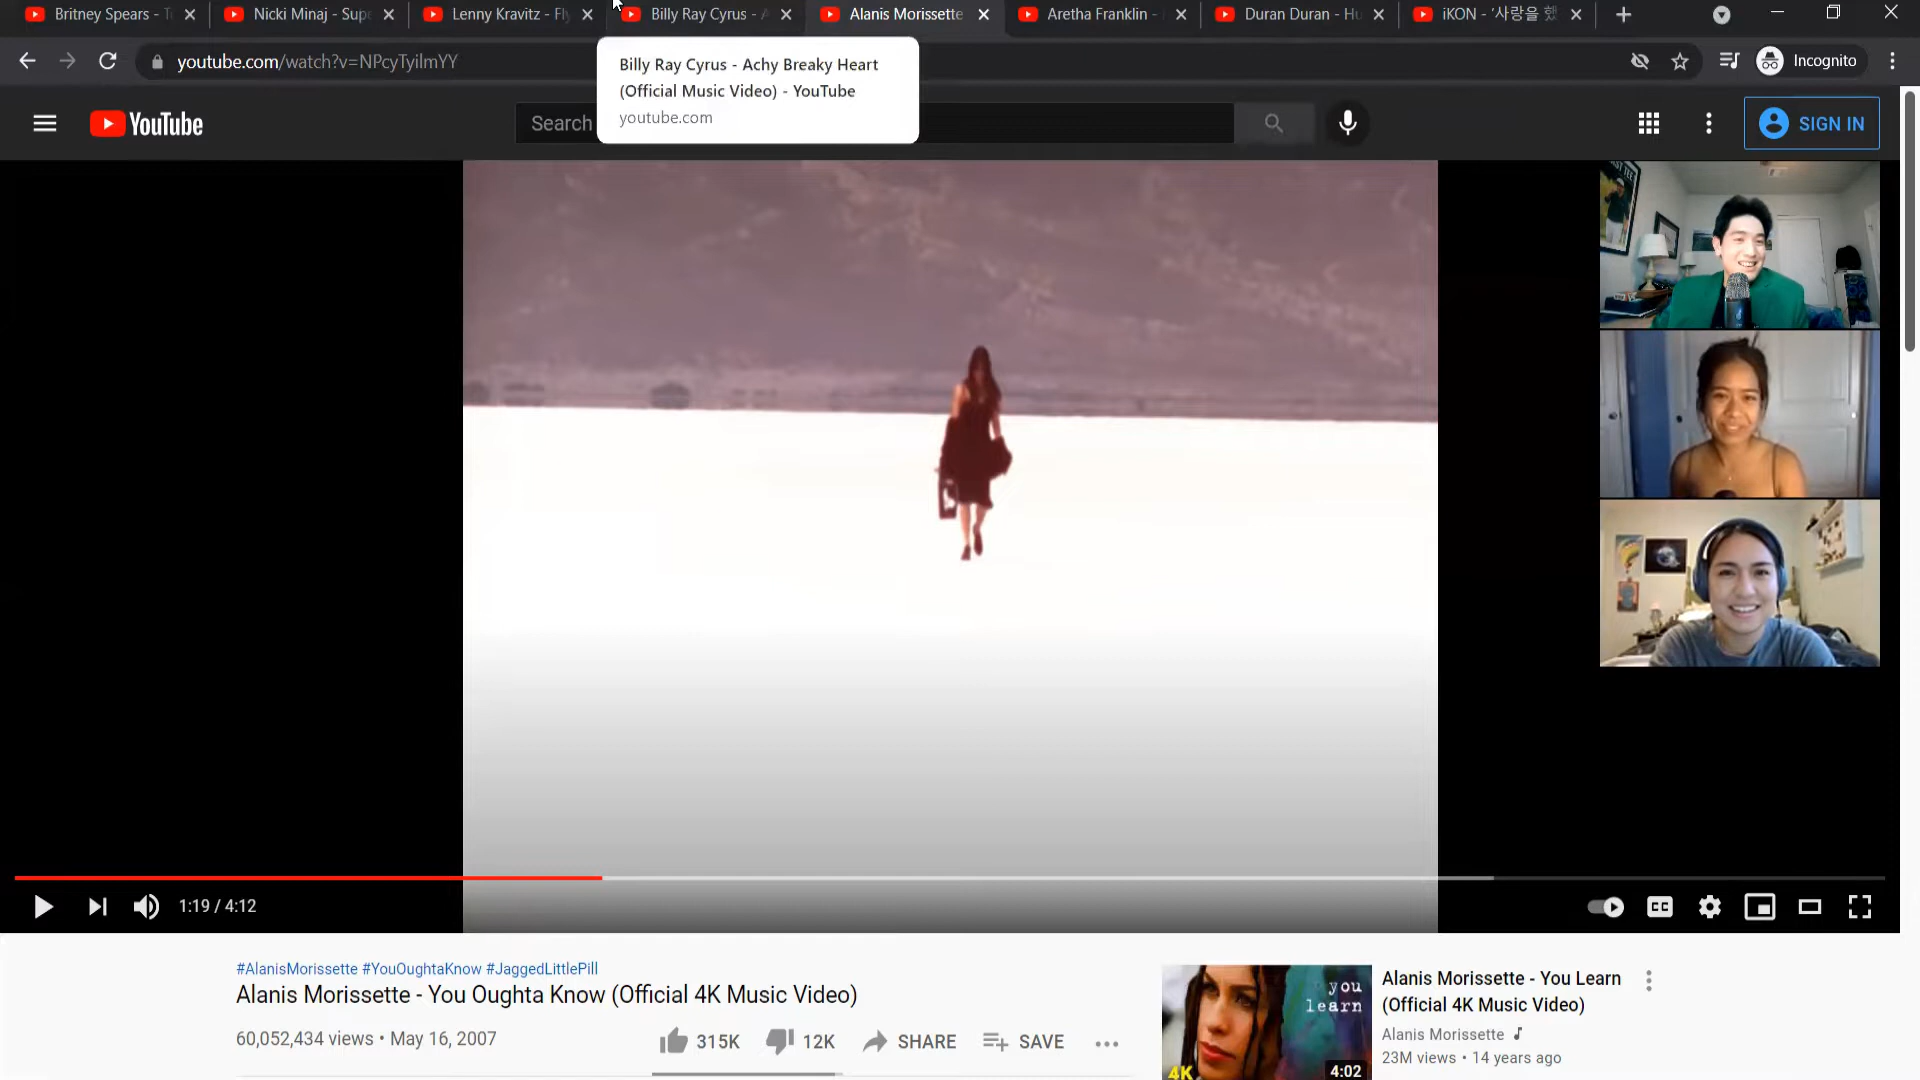 Britney Spears - T
Nicki Minaj - Sup
Lenny Kravitz - Fly
Billy Ray Cyrus - A
Alanis Morissette
Aretha Franklin -
Duran Duran - Hu
iKON - ‘사랑을 했
youtube.com/watch?v=NPcyTyilmYY
Incognito
Billy Ray Cyrus - Achy Breaky Heart
(Official Music Video) - YouTube
youtube.com
YouTube
Search
SIGN IN
1:19 / 4:12
CC
#AlanisMorissette #YouOughtaKnow #JaggedLittlePill
Alanis Morissette - You Oughta Know (Official 4K Music Video)
60,052,434 views • May 16, 2007
315K
12K
SHARE
SAVE
you
learn
4K
4:02
Alanis Morissette - You Learn
(Official 4K Music Video)
Alanis Morissette
23M views • 14 years ago